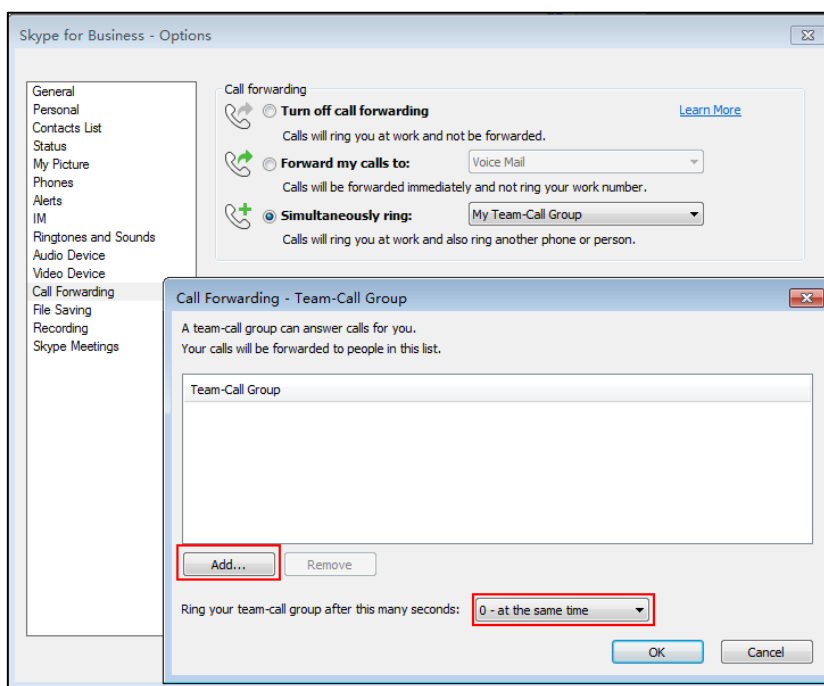 Skype for Business - Options
General
Personal
Contacts List
Status
My Picture
Phones
Alerts
IM
Ringtones and Sounds
Audio Device
Video Device
Call Forwarding
File Saving
Recording
Skype Meetings
Call forwarding
Turn off call forwarding Learn More
Calls will ring you at work and not be forwarded.
Forward my calls to: Voice Mail
Calls will be forwarded immediately and not ring your work number.
Simultaneously ring: My Team-Call Group
Calls will ring you at work and also ring another phone or person.
Call Forwarding - Team-Call Group
A team-call group can answer calls for you.
Your calls will be forwarded to people in this list.
Team-Call Group
Add... Remove
Ring your team-call group after this many seconds: 0 - at the same time
OK Cancel